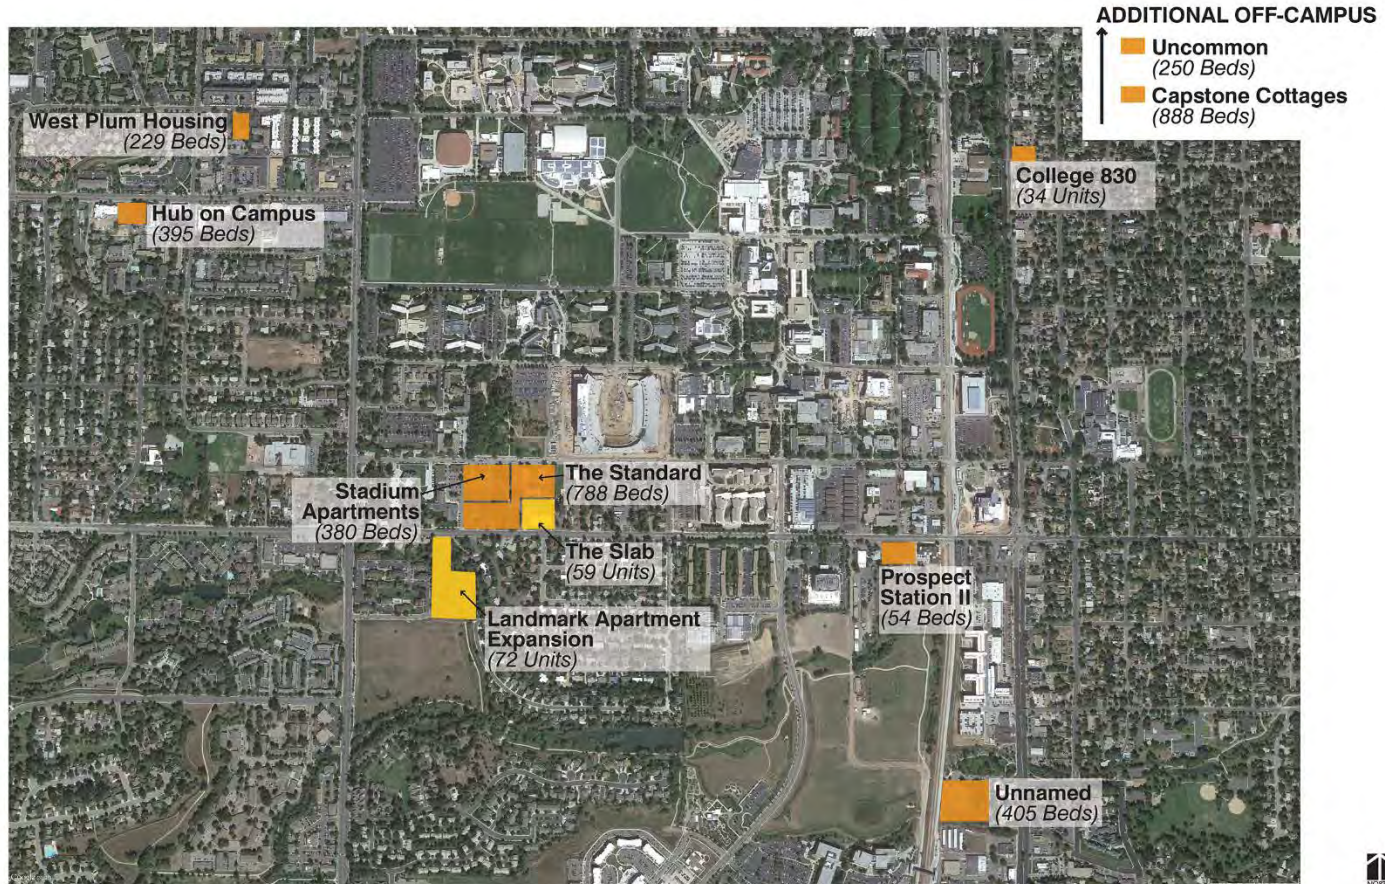 ADDITIONAL OFF-CAMPUS
Uncommon
(250 Beds)
Capstone Cottages
(888 Beds)
West Plum Housing
(229 Beds)
College 830
(34 Units)
Hub on Campus
(395 Beds)
The Standard
(788 Beds)
Stadium
Apartments
(380 Beds)
The Slab
(59 Units)
Prospect
Station II
(54 Beds)
Landmark Apartment
Expansion
(72 Units)
Unnamed
(405 Beds)
NORTH